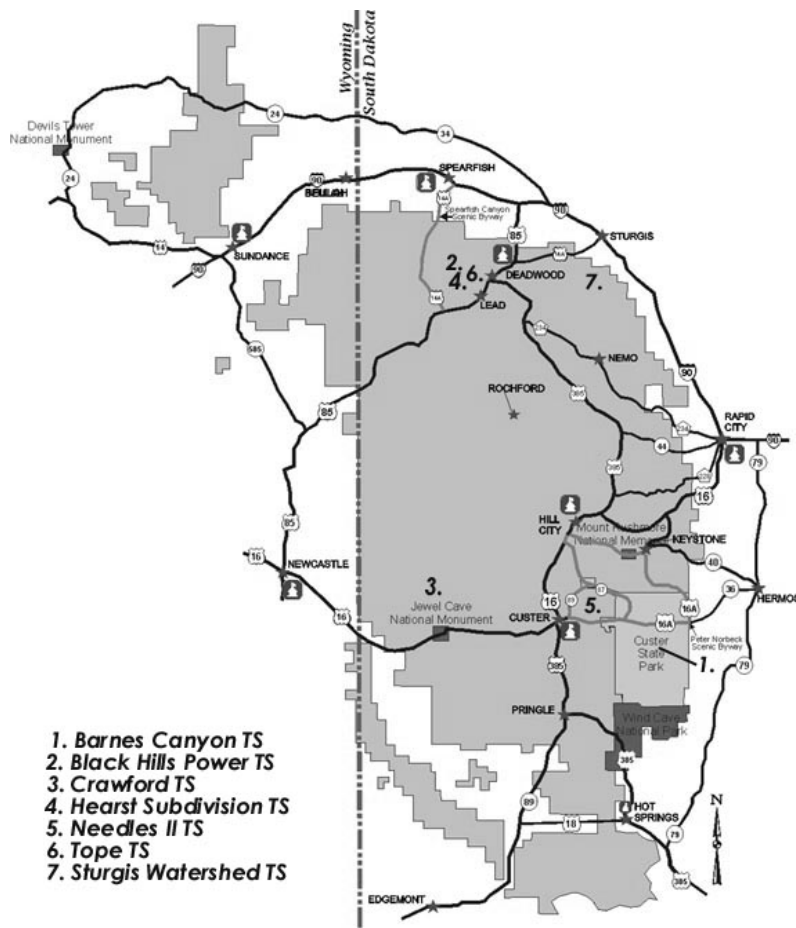 Wyoming
South Dakota
24
34
Devils Tower
National Monument
24
SPEARFISH
90
BEULAH
14A
Spearfish Canyon
Scenic Byway
90
85
STURGIS
14
SUNDANCE
90
14A
2.
6.
4.
DEADWOOD
7.
14A
LEAD
585
NEMO
385
90
85
ROCHFORD
RAPID
CITY
90
44
79
385
16
HILL
CITY
Mount Rushmore
National Memorial
KEYSTONE
85
16
NEWCASTLE
40
36
HERMOS
3.
Jewel Cave
National Monument
16
87
5.
16A
16
CUSTER
16A
Peter Norbeck
Scenic Byway
Custer
State
Park
1.
79
385
PRINGLE
Wind Cave
National Park
1. Barnes Canyon TS
2. Black Hills Power TS
3. Crawford TS
4. Hearst Subdivision TS
5. Needles II TS
6. Tope TS
7. Sturgis Watershed TS
385
89
HOT
SPRINGS
18
79
N
385
EDGEMONT